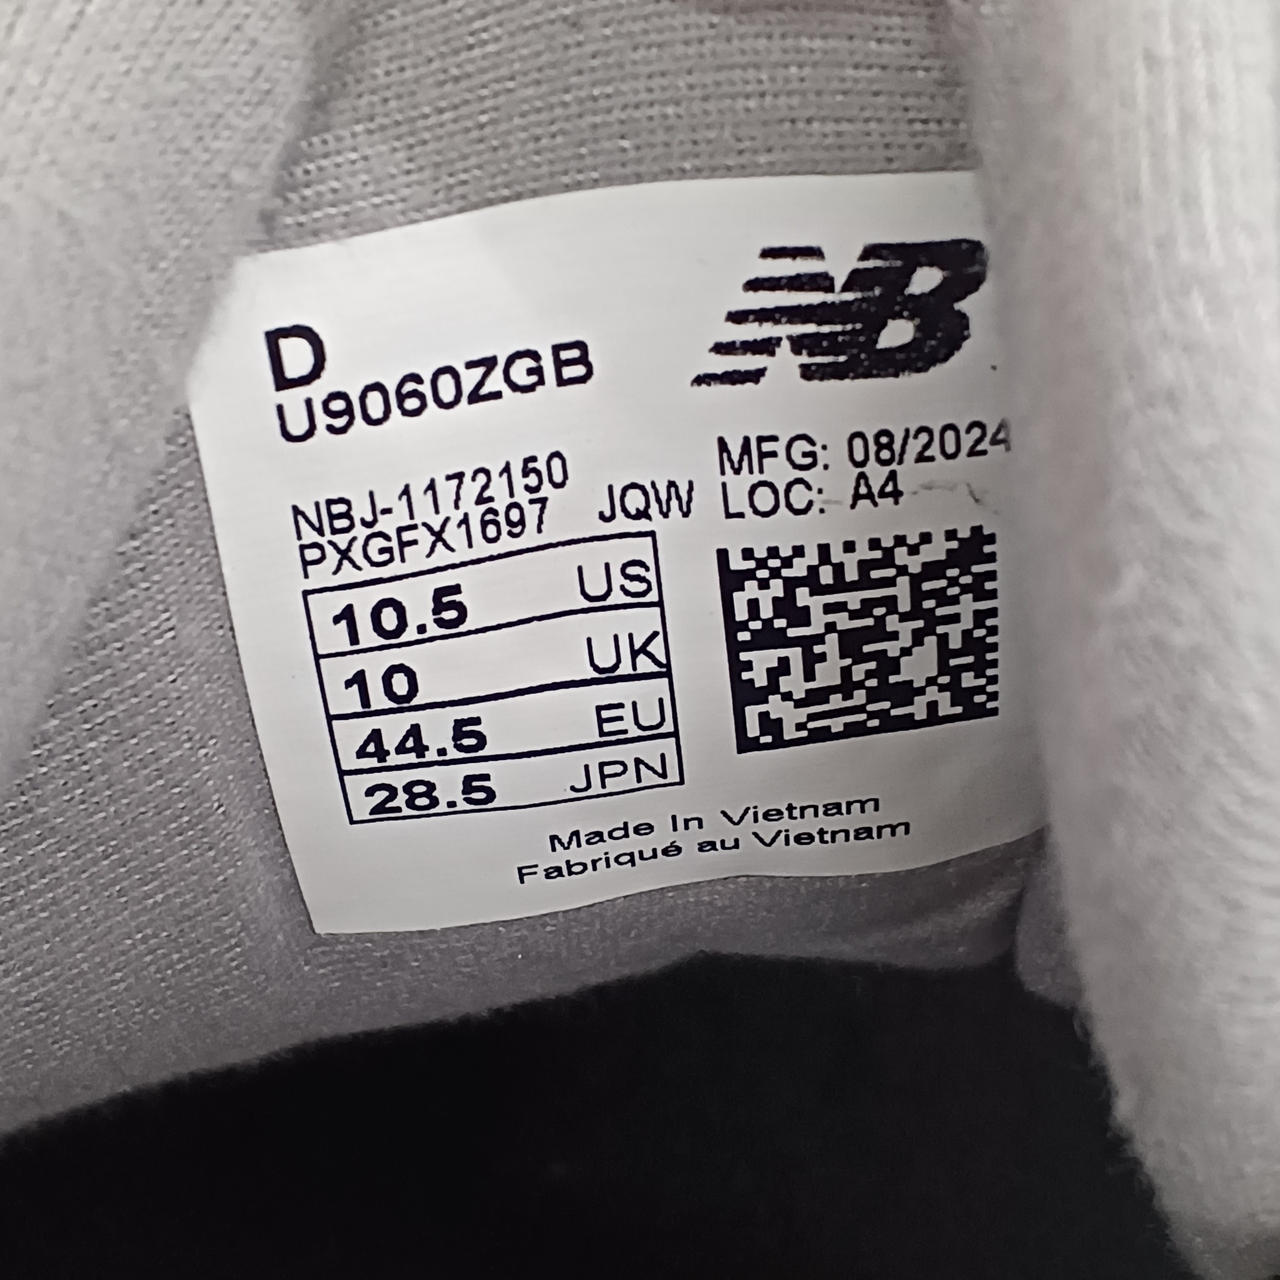 NB
D
U9060ZGB
MFG: 08/2024
NBJ-1172150
PXGFX1697 JQW LOC: A4
10.5 US
10 UK
44.5 EU
28.5 JPN
Made In Vietnam
Fabriqué au Vietnam